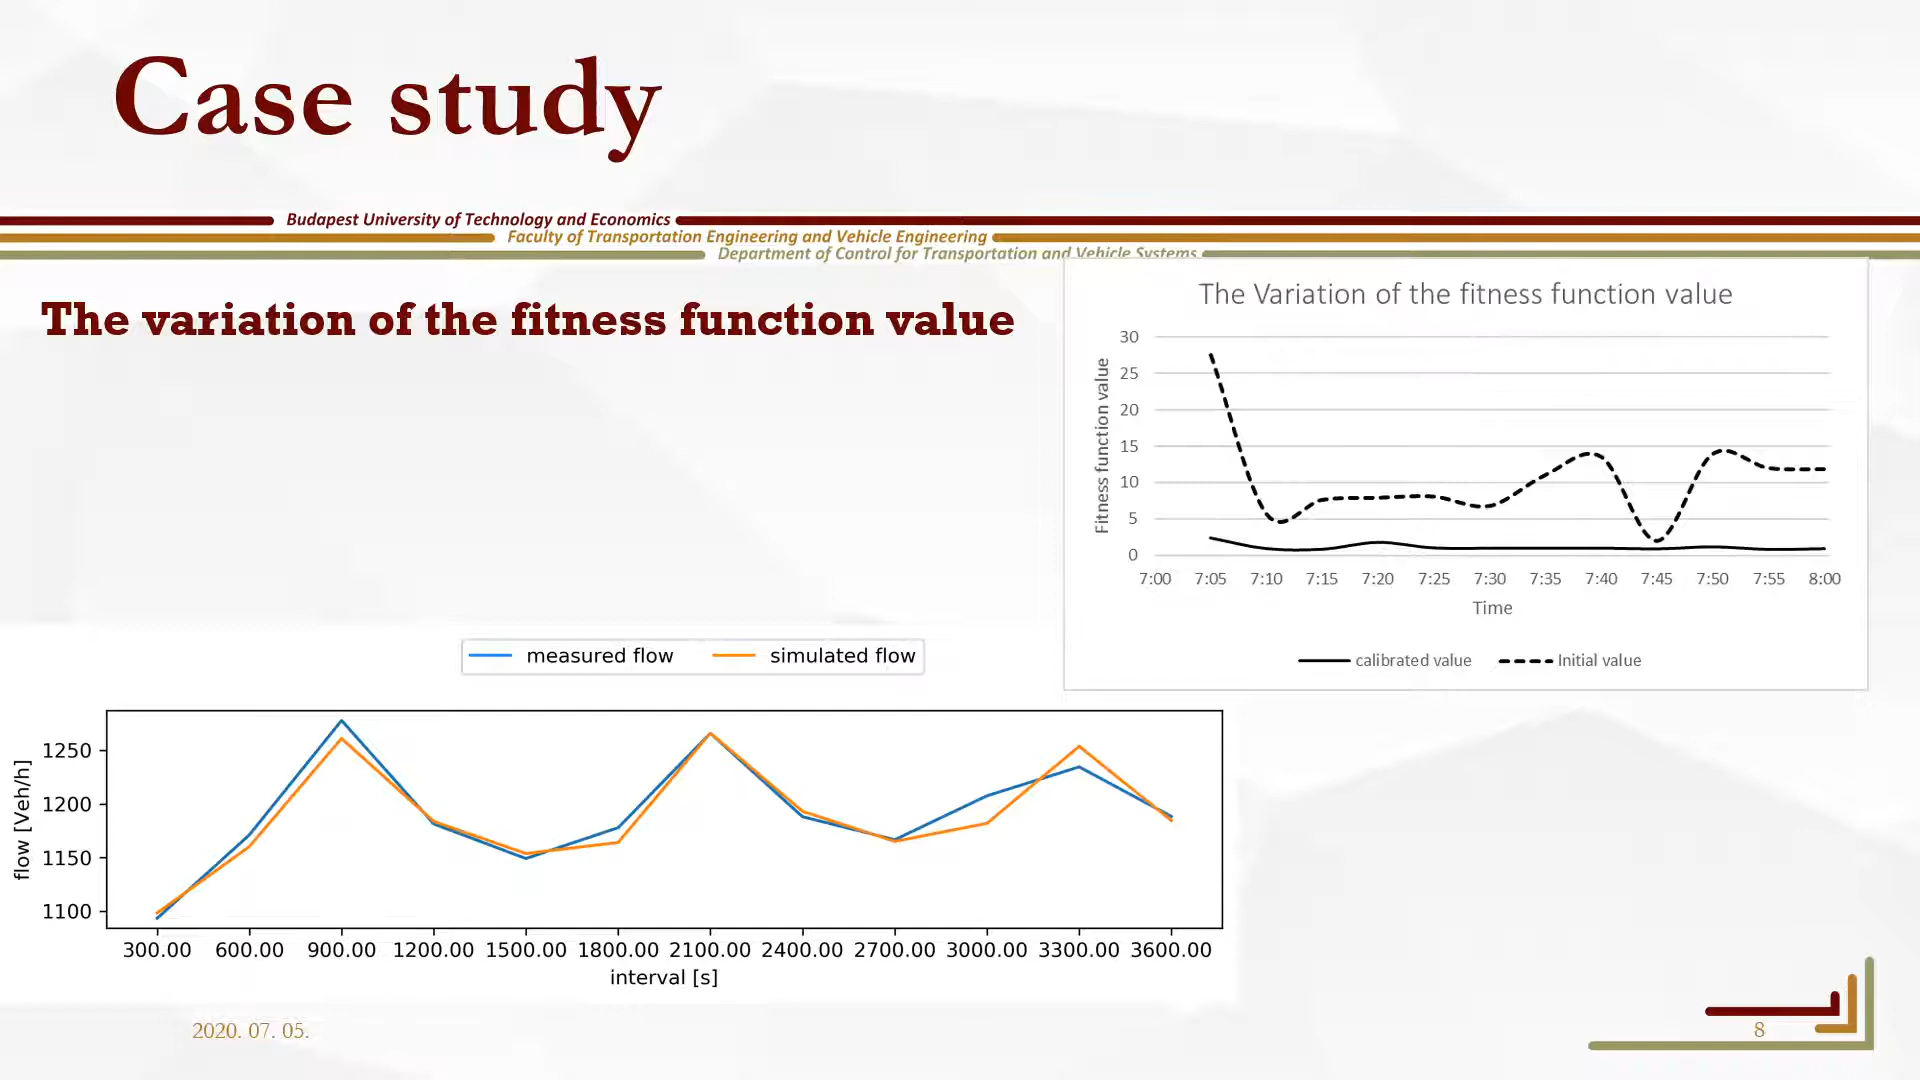 Case study
Budapest University of Technology and Economics
Faculty of Transportation Engineering and Vehicle Engineering
Department of Control for Transportation and Vehicle Systems
The variation of the fitness function value
The Variation of the fitness function value
30
25
20
15
10
5
0
Fitness function value
7:00 7:05 7:10 7:15 7:20 7:25 7:30 7:35 7:40 7:45 7:50 7:55 8:00
Time
calibrated value Initial value
measured flow simulated flow
1250
1200
1150
1100
flow [Veh/h]
300.00 600.00 900.00 1200.00 1500.00 1800.00 2100.00 2400.00 2700.00 3000.00 3300.00 3600.00
interval [s]
2020. 07. 05.
8